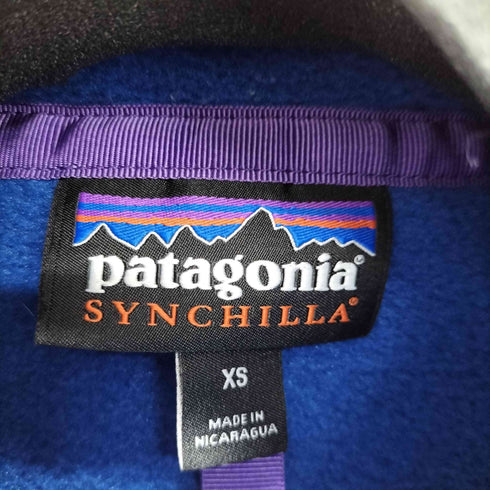 patagonia®
SYNCHILLA®
XS
MADE IN
NICARAGUA